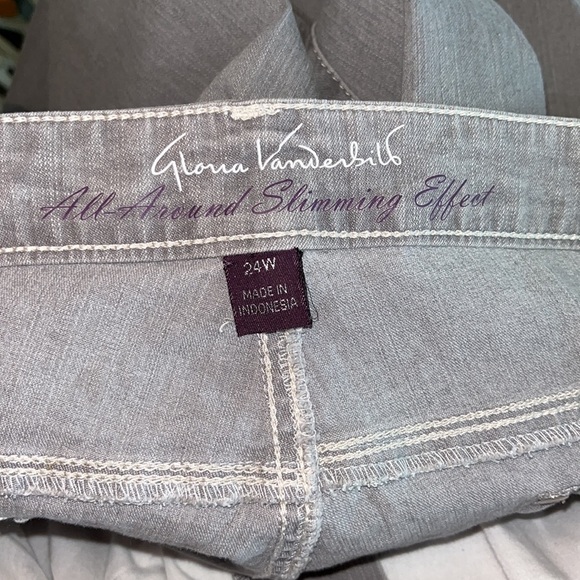 Gloria Vanderbilt
All-Around Slimming Effect
24W
MADE IN
INDONESIA